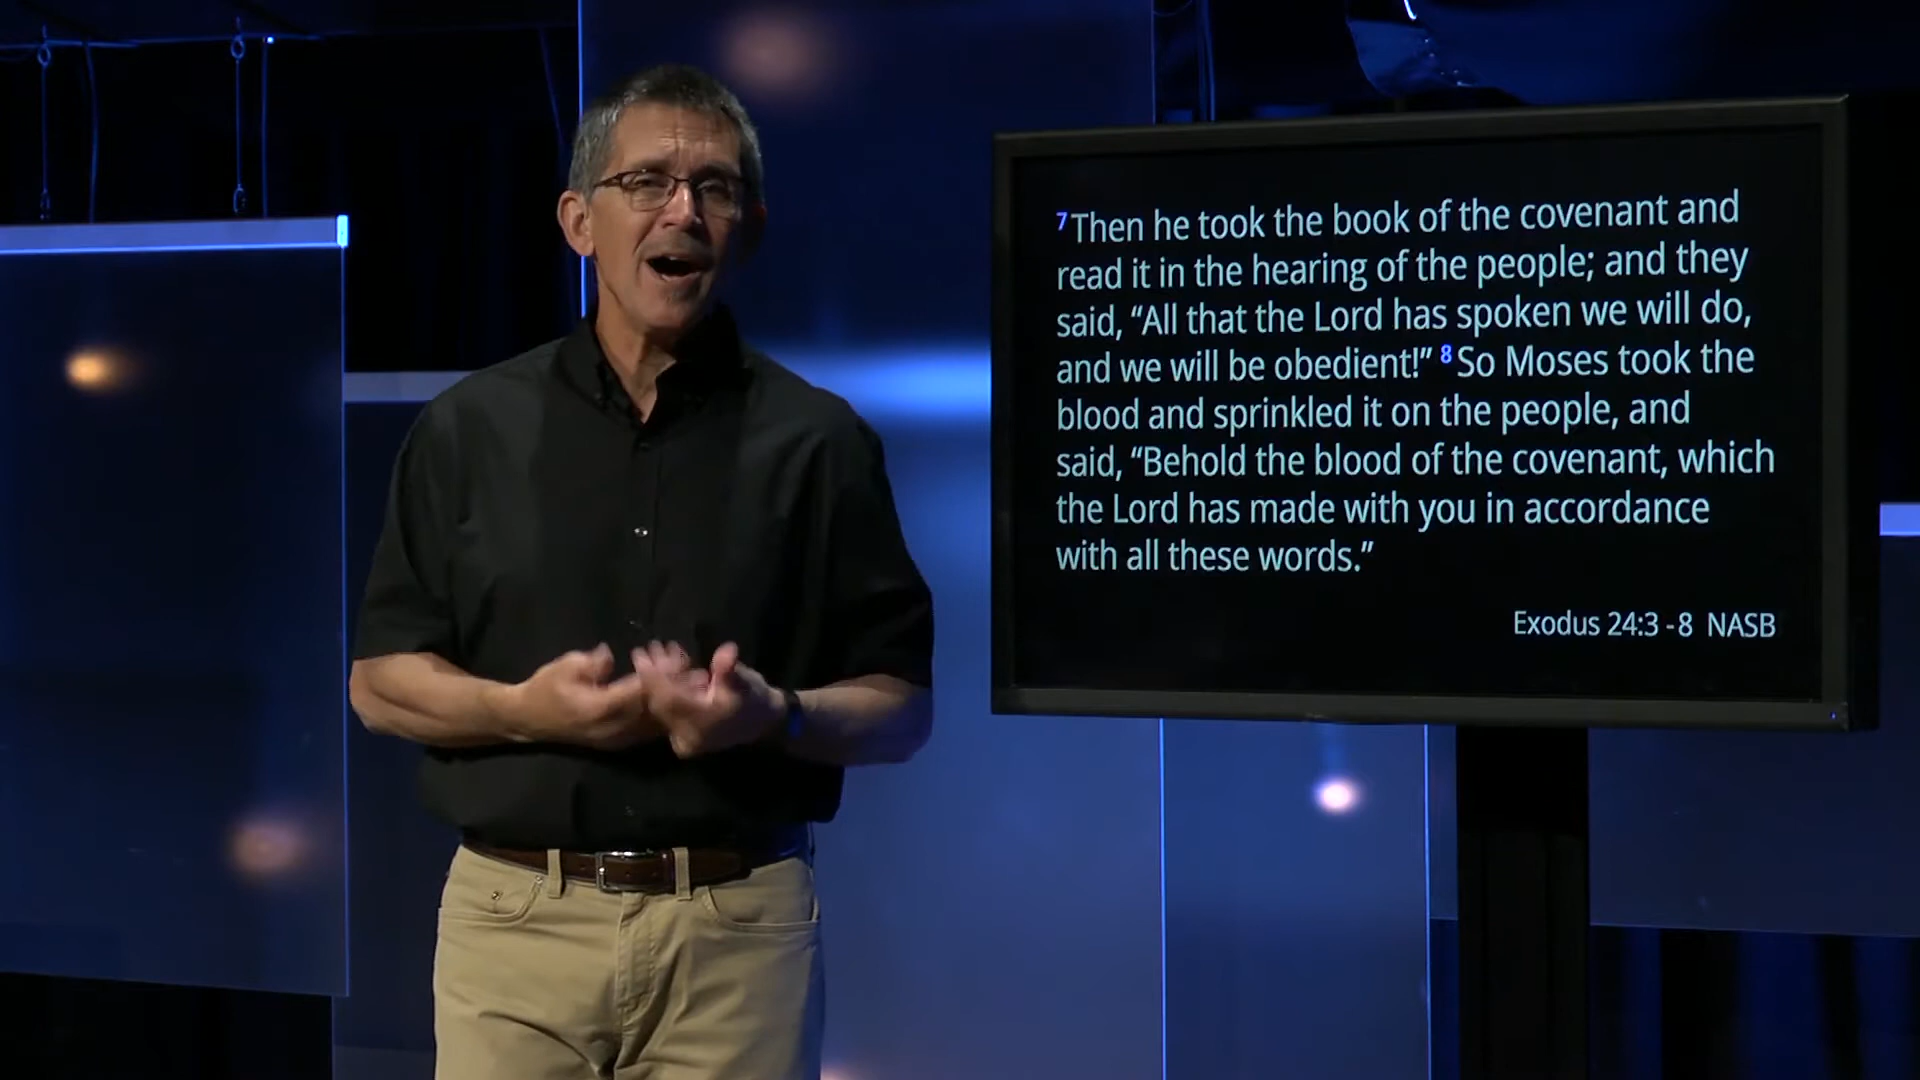 7 Then he took the book of the covenant and
read it in the hearing of the people; and they
said, “All that the Lord has spoken we will do,
and we will be obedient!” 8 So Moses took the
blood and sprinkled it on the people, and
said, “Behold the blood of the covenant, which
the Lord has made with you in accordance
with all these words.”
Exodus 24:3 -8 NASB